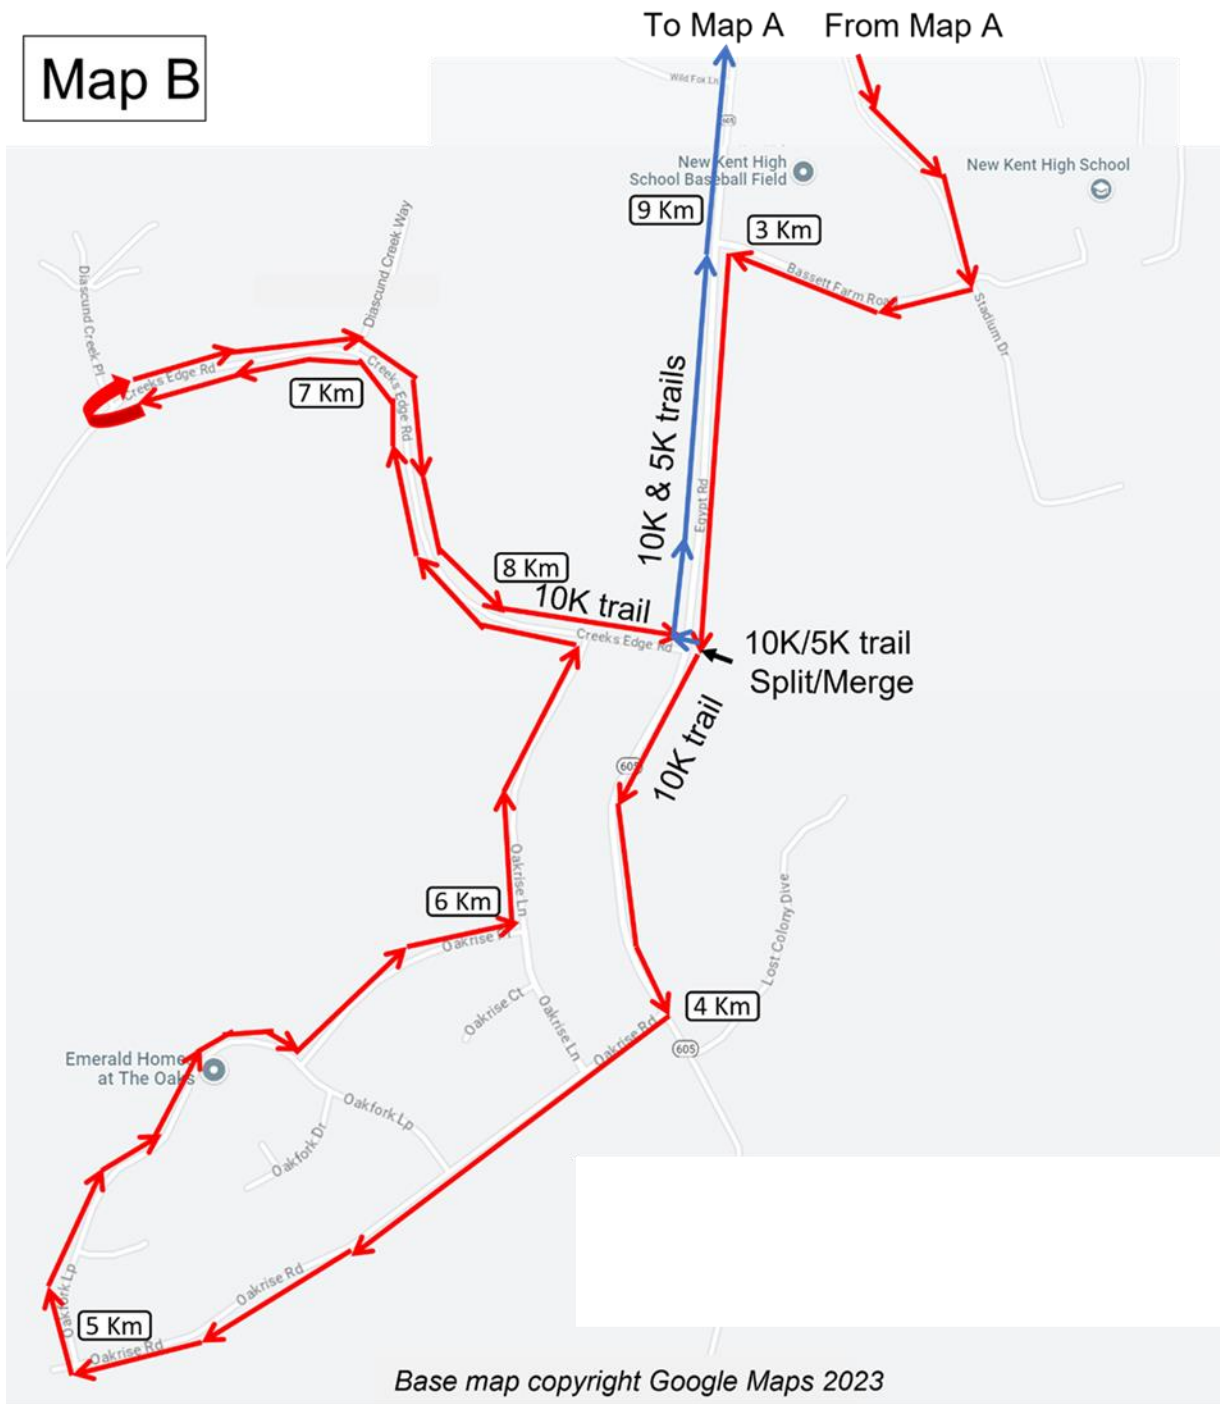 To Map A
From Map A
Map B
Wild Fox Ln
605
New Kent High
School Baseball Field
New Kent High School
9 Km
3 Km
Bassett Farm Road
Stadium Dr
Diascund Creek Way
Diascund Creek Pl
Creeks Edge Rd
7 Km
Creeks Edge Rd
10K & 5K trails
Egypt Rd
8 Km
10K trail
Creeks Edge Rd
10K/5K trail
Split/Merge
10K trail
605
Oakrise Ln
6 Km
Oakrise
Lost Colony Dive
4 Km
Oakrise Ct
Oakrise Ln
Oakrise Rd
605
Emerald Home
at The Oaks
Oakfork Lp
Oakfork Dr
Oakrise Rd
Oakfork Lp
5 Km
Oakrise Rd
Base map copyright Google Maps 2023